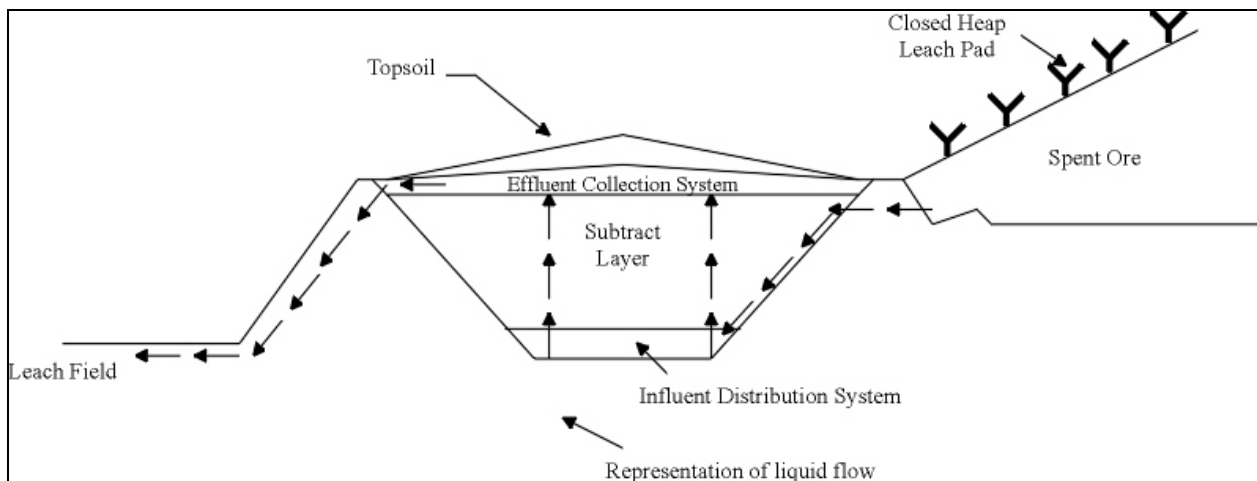 Closed Heap
Leach Pad
Topsoil
Spent Ore
Effluent Collection System
Subtract
Layer
Leach Field
Influent Distribution System
Representation of liquid flow